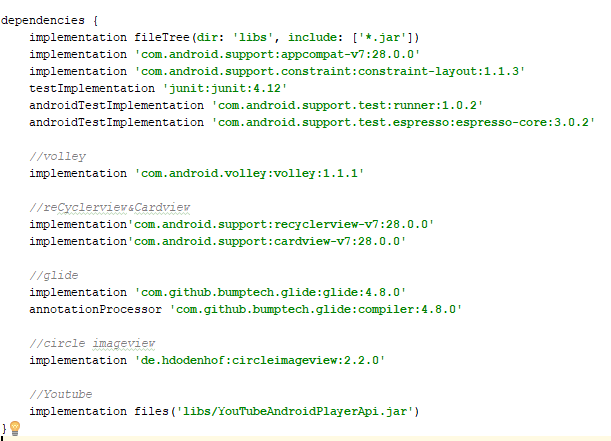 dependencies {
    implementation fileTree(dir: 'libs', include: ['*.jar'])
    implementation 'com.android.support:appcompat-v7:28.0.0'
    implementation 'com.android.support.constraint:constraint-layout:1.1.3'
    testImplementation 'junit:junit:4.12'
    androidTestImplementation 'com.android.support.test:runner:1.0.2'
    androidTestImplementation 'com.android.support.test.espresso:espresso-core:3.0.2'
    //volley
    implementation 'com.android.volley:volley:1.1.1'
    //reCyclerview&Cardview
    implementation'com.android.support:recyclerview-v7:28.0.0'
    implementation'com.android.support:cardview-v7:28.0.0'
    //glide
    implementation 'com.github.bumptech.glide:glide:4.8.0'
    annotationProcessor 'com.github.bumptech.glide:compiler:4.8.0'
    //circle imageview
    implementation 'de.hdodenhof:circleimageview:2.2.0'
    //Youtube
    implementation files('libs/YouTubeAndroidPlayerApi.jar')
}